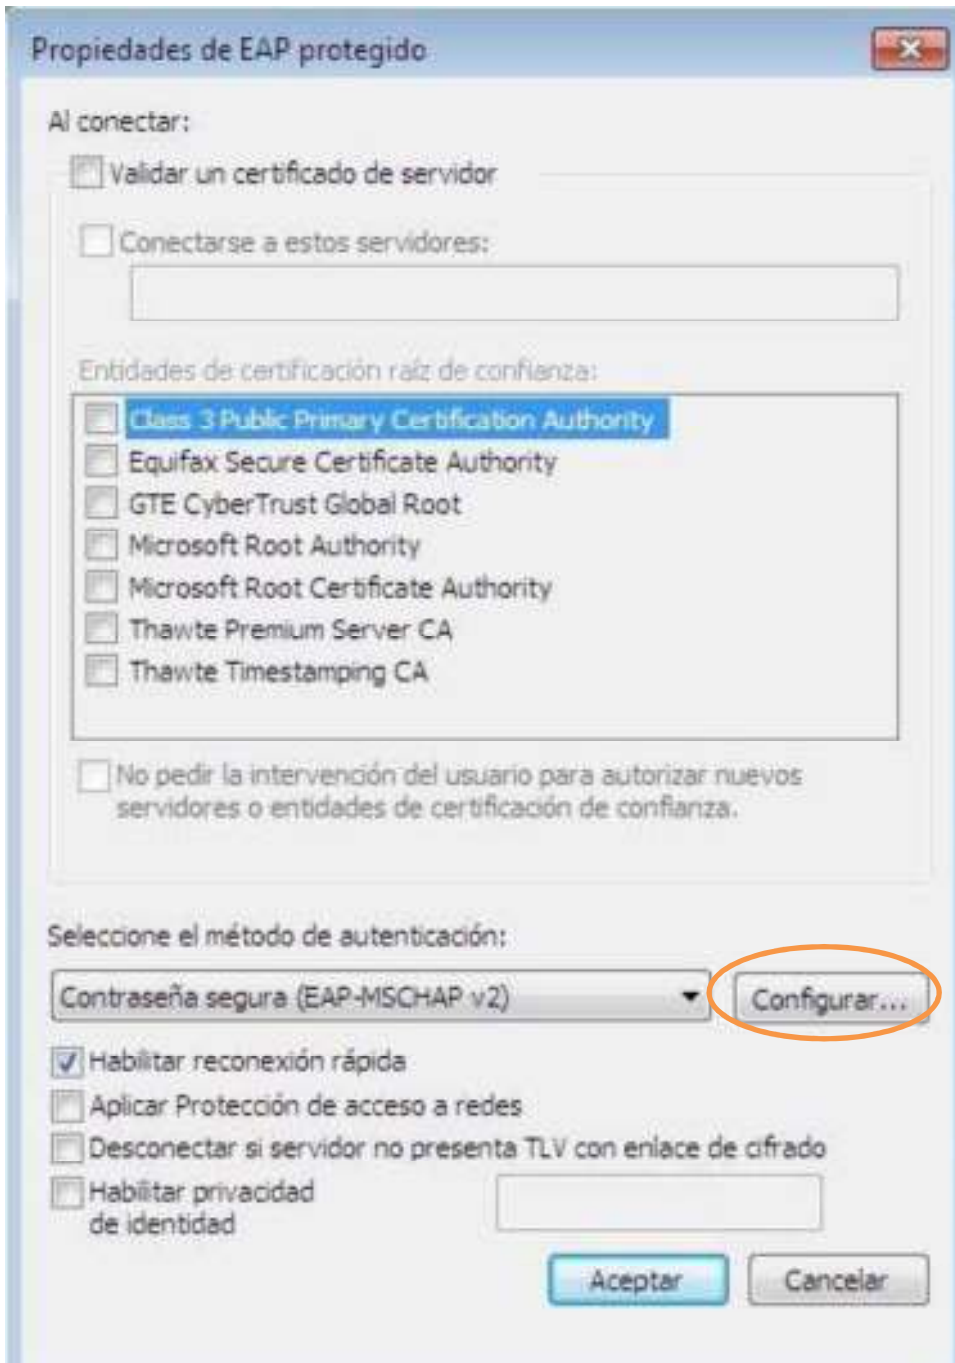 Propiedades de EAP protegido
Al conectar:
Validar un certificado de servidor
Conectarse a estos servidores:
Entidades de certificación raíz de confianza:
Class 3 Public Primary Certification Authority
Equifax Secure Certificate Authority
GTE CyberTrust Global Root
Microsoft Root Authority
Microsoft Root Certificate Authority
Thawte Premium Server CA
Thawte Timestamping CA
No pedir la intervención del usuario para autorizar nuevos
servidores o entidades de certificación de confianza.
Seleccione el método de autenticación:
Contraseña segura (EAP-MSCHAP v2)
Configurar...
Habilitar reconexión rápida
Aplicar Protección de acceso a redes
Desconectar si servidor no presenta TLV con enlace de cifrado
Habilitar privacidad
de identidad
Aceptar
Cancelar